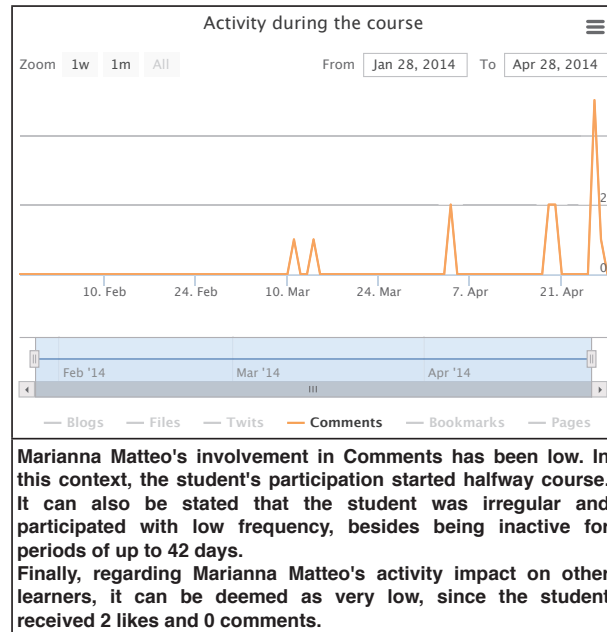 Activity during the course
Zoom 1w 1m All From Jan 28, 2014 To Apr 28, 2014
2
0
10. Feb 24. Feb 10. Mar 24. Mar 7. Apr 21. Apr
Feb '14 Mar '14 Apr '14
Blogs Files Twits Comments Bookmarks Pages
Marianna Matteo's involvement in Comments has been low. In
this context, the student's participation started halfway course.
It can also be stated that the student was irregular and
participated with low frequency, besides being inactive for
periods of up to 42 days.
Finally, regarding Marianna Matteo's activity impact on other
learners, it can be deemed as very low, since the student
received 2 likes and 0 comments.